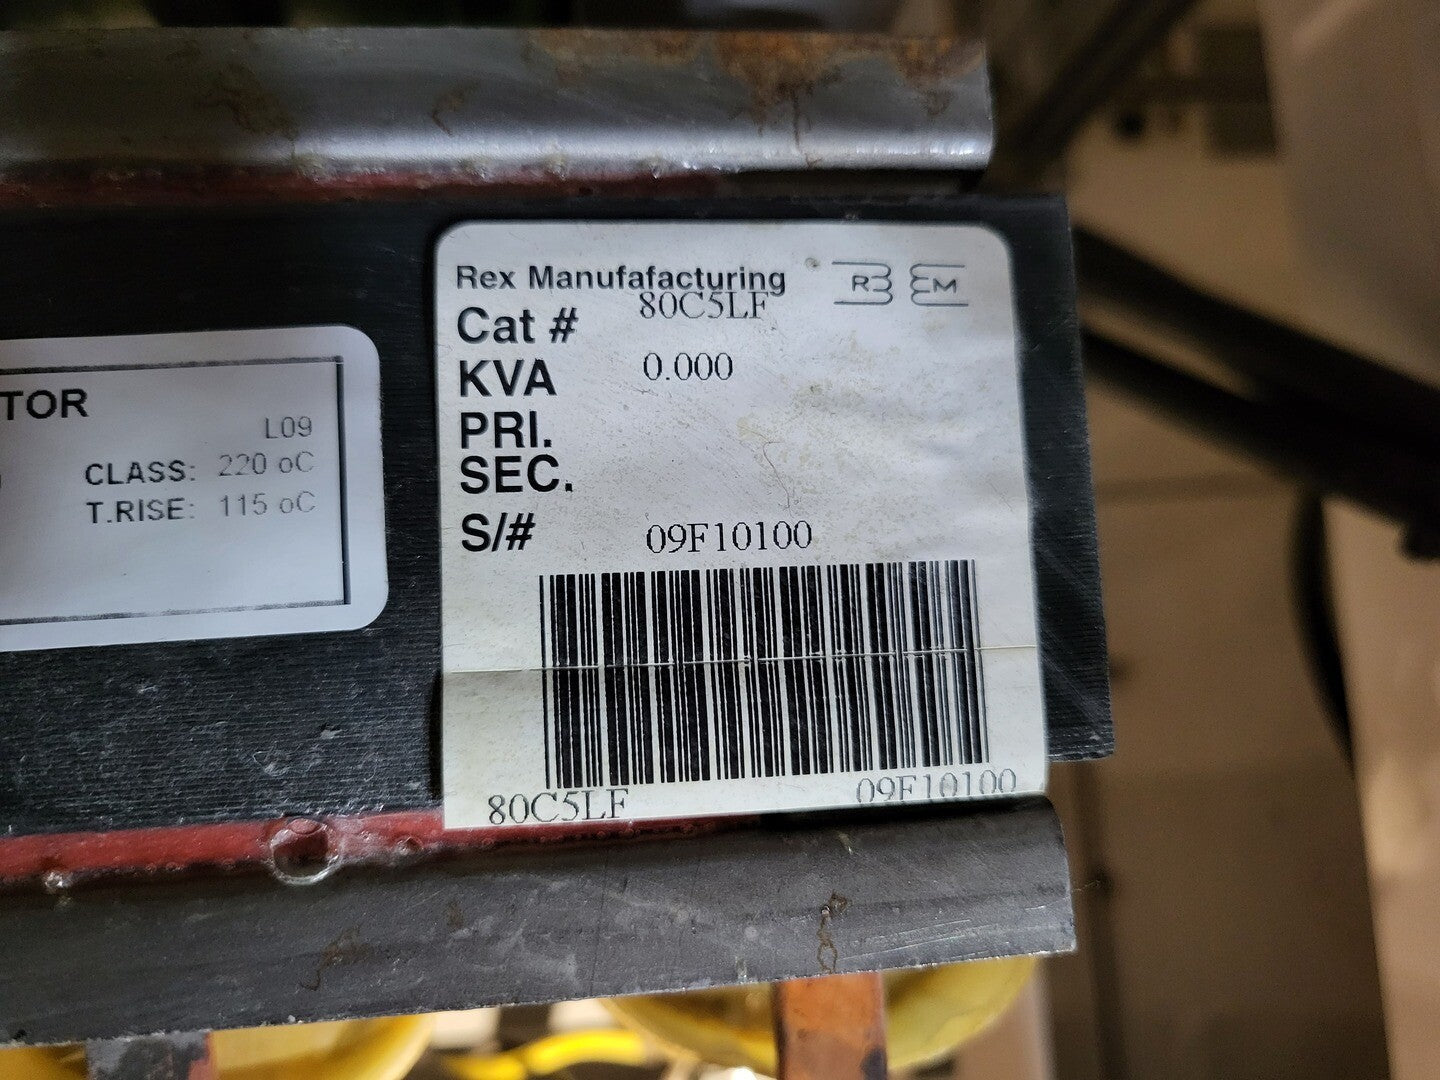 TOR
L09
CLASS: 220 oC
T.RISE: 115 oC
Rex Manufafacturing
R M
Cat # 80C5LF
KVA 0.000
PRI.
SEC.
S/# 09F10100
80C5LF 09F10100